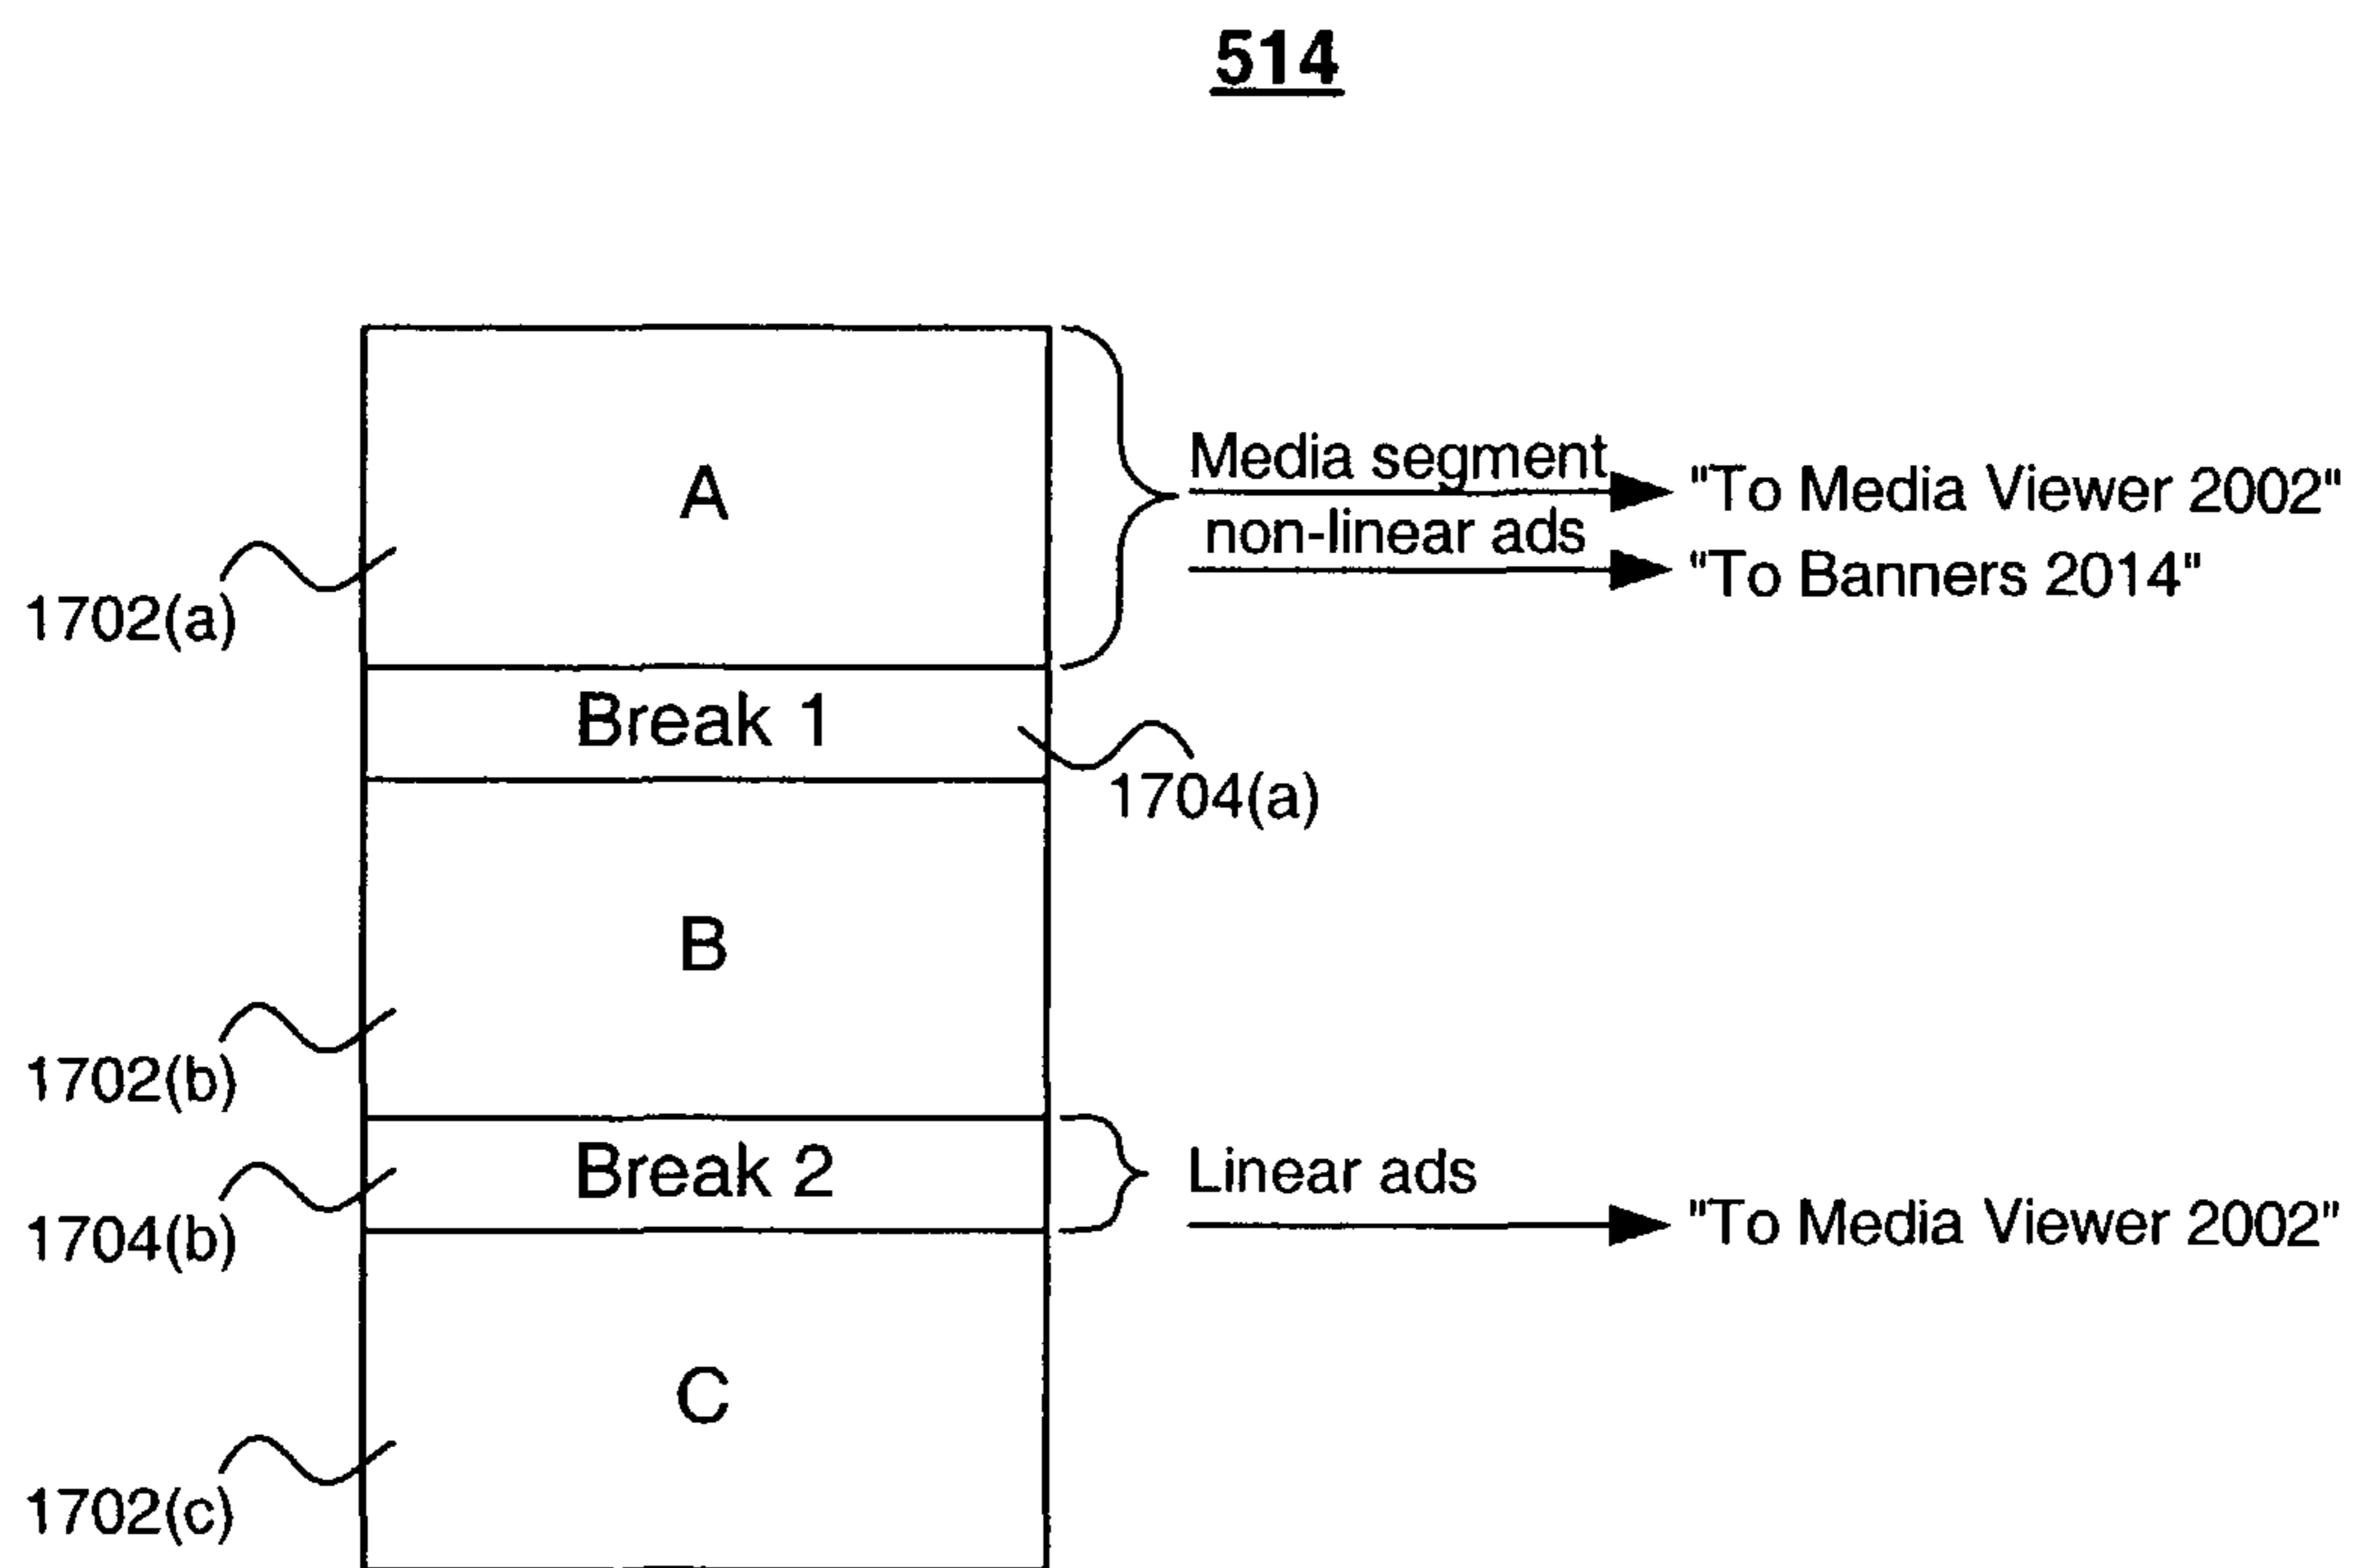 514
A
Media segment
"To Media Viewer 2002"
non-linear ads
"To Banners 2014"
1702(a)
Break 1
1704(a)
B
1702(b)
Break 2
Linear ads
"To Media Viewer 2002"
1704(b)
C
1702(c)